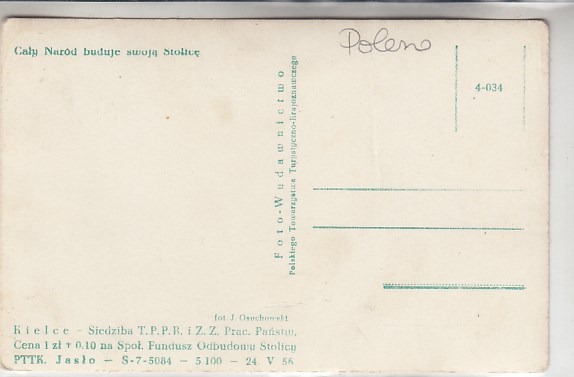 Cały Naród buduje swoją Stolicę
Polen
4-034
Foto-Wydawnictwo
Polskiego Towarzystwa Turystyczno-Krajoznawczego
fot. J. Osuchowski
Kielce - Siedziba T.P.P.R. i Z.Z. Prac. Państw.
Cena 1 zł + 0.10 na Społ. Fundusz Odbudowy Stolicy
PTTK. Jasło - S-7-5084 - 5 100 - 24. V 56